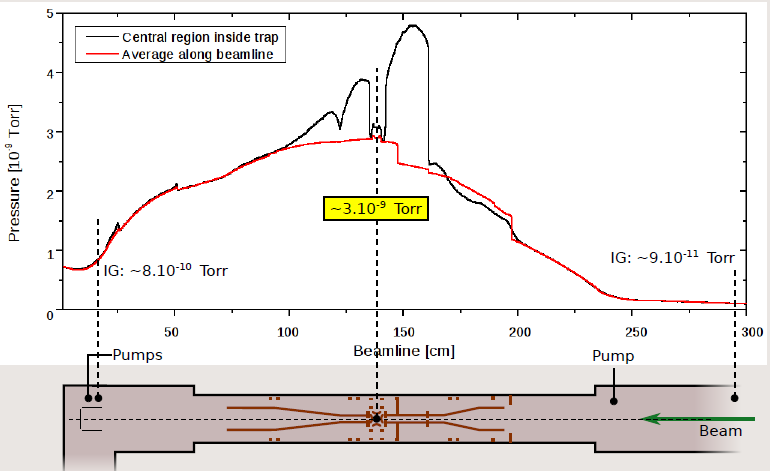 5
Central region inside trap
Average along beamline
4
3
2
1
0
Pressure [10⁻⁹ Torr]
~3.10⁻⁹ Torr
IG: ~8.10⁻¹⁰ Torr
IG: ~9.10⁻¹¹ Torr
50 100 150 200 250 300
Beamline [cm]
Pumps
Pump
Beam